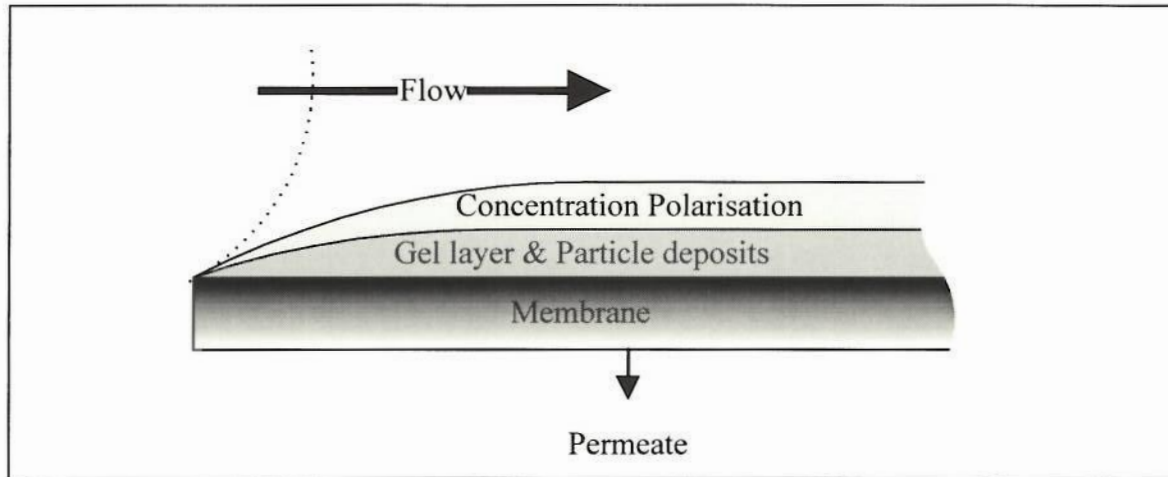 Flow
Concentration Polarisation
Gel layer & Particle deposits
Membrane
Permeate